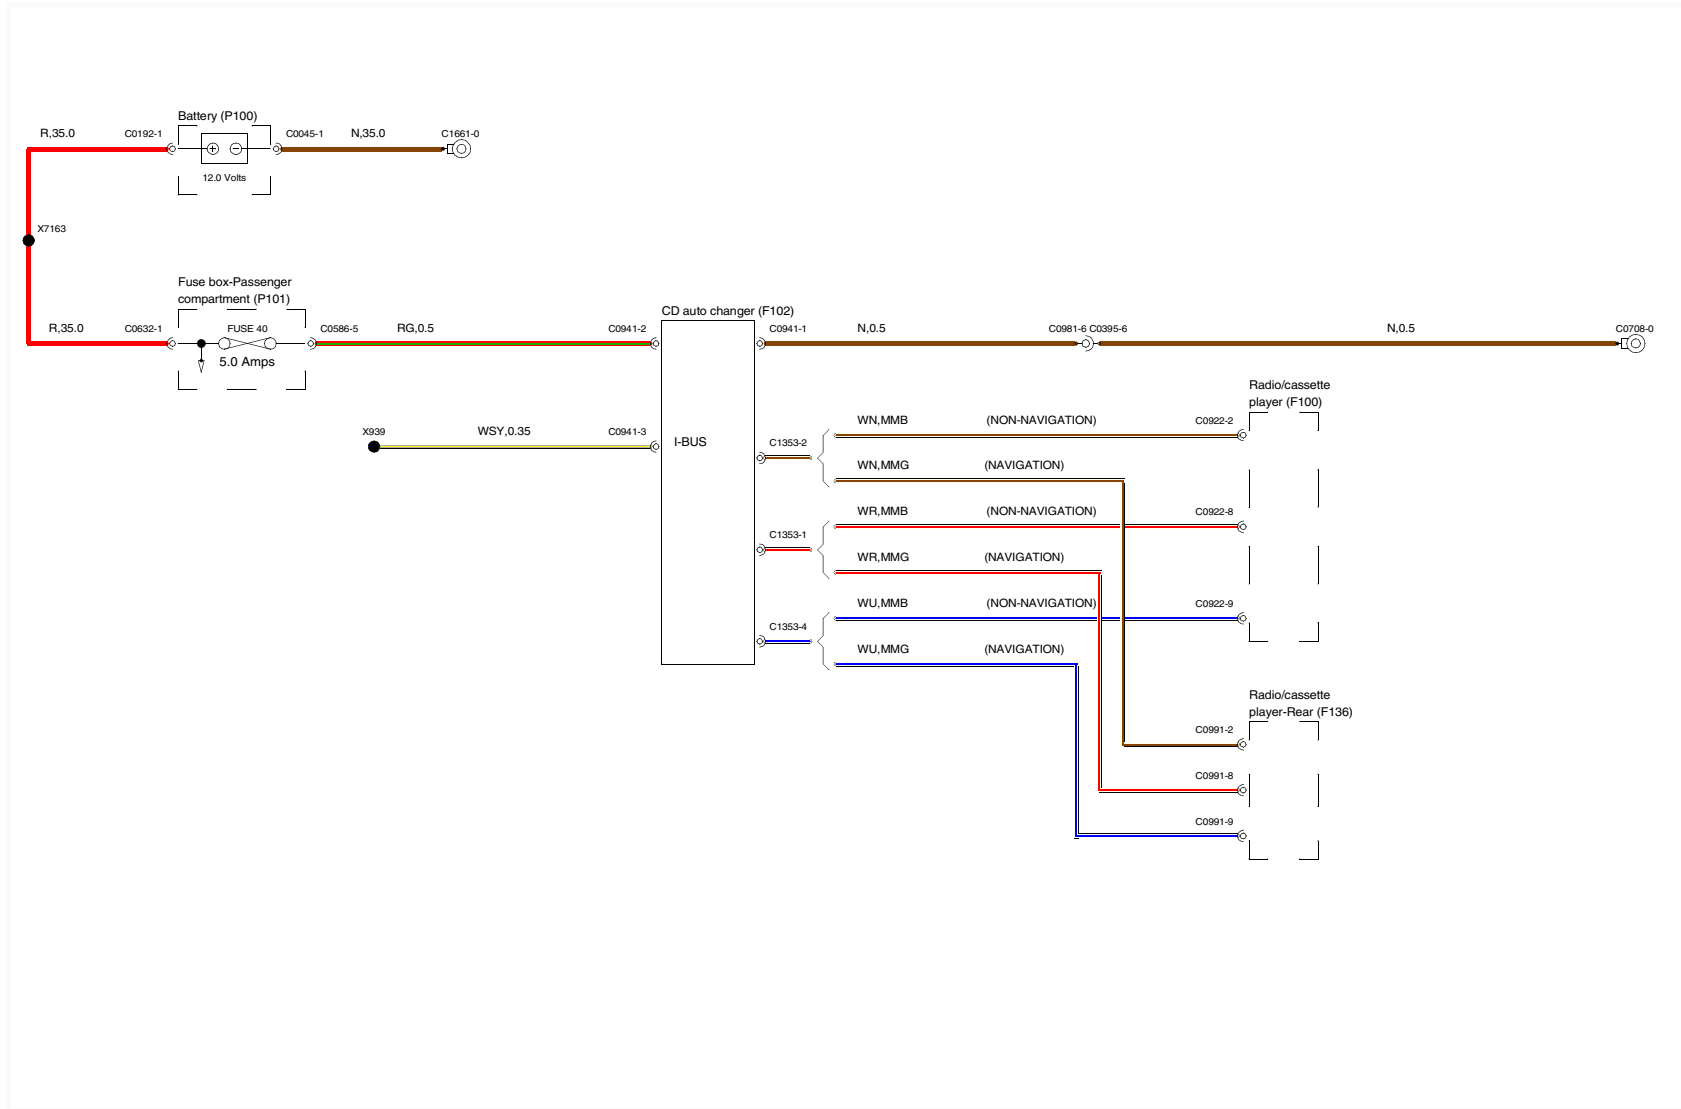 Battery (P100)
R,35.0
C0192-1
C0045-1
N,35.0
C1661-0
12.0 Volts
X7163
Fuse box-Passenger
compartment (P101)
R,35.0
C0632-1
FUSE 40
5.0 Amps
C0586-5
RG,0.5
C0941-2
CD auto changer (F102)
C0941-1
N,0.5
C0981-6
C0395-6
N,0.5
C0708-0
X939
WSY,0.35
C0941-3
I-BUS
C1353-2
WN,MMB
(NON-NAVIGATION)
C0922-2
WN,MMG
(NAVIGATION)
C1353-1
WR,MMB
(NON-NAVIGATION)
C0922-8
WR,MMG
(NAVIGATION)
C1353-4
WU,MMB
(NON-NAVIGATION)
C0922-9
WU,MMG
(NAVIGATION)
Radio/cassette
player (F100)
Radio/cassette
player-Rear (F136)
C0991-2
C0991-8
C0991-9